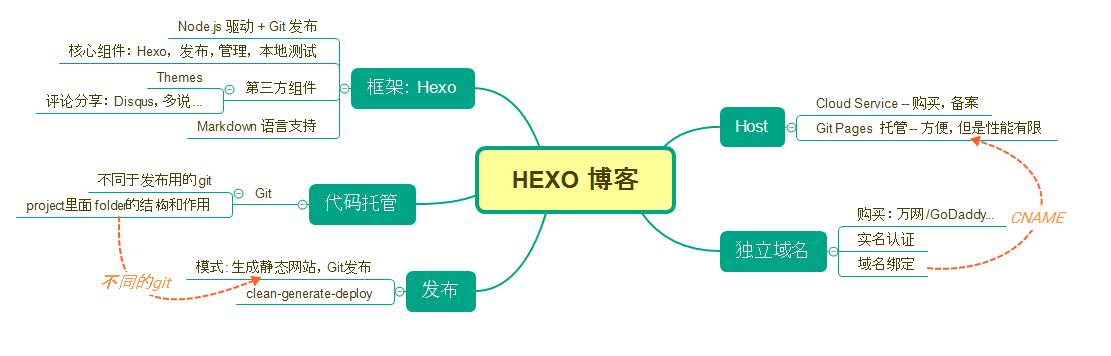 Node.js 驱动 + Git 发布
核心组件：Hexo，发布，管理，本地测试
Themes
第三方组件
评论分享：Disqus，多说...
Markdown 语言支持
框架：Hexo
Cloud Service -- 购买，备案
Git Pages 托管 -- 方便，但是性能有限
Host
HEXO 博客
不同于发布用的git
Git
project里面 folder的结构和作用
代码托管
购买：万网/GoDaddy...
实名认证
域名绑定
独立域名
CNAME
模式: 生成静态网站，Git发布
clean-generate-deploy
发布
不同的git